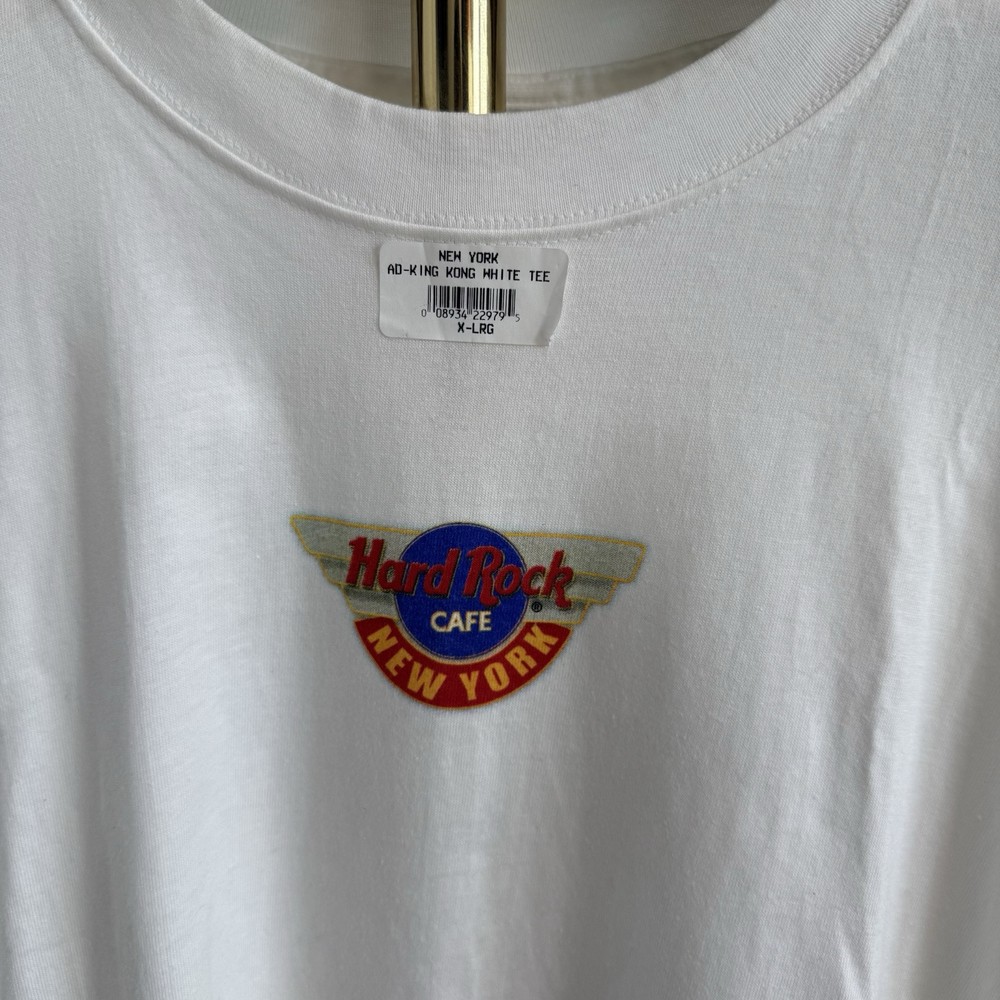 NEW YORK
AD-KING KONG WHITE TEE
0 08934 22979 5
X-LRG
Hard Rock
®
CAFE
NEW YORK